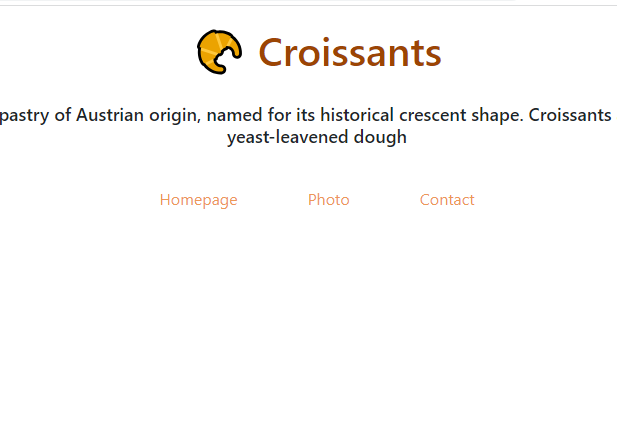 Croissants
pastry of Austrian origin, named for its historical crescent shape. Croissants
yeast-leavened dough
Homepage Photo Contact